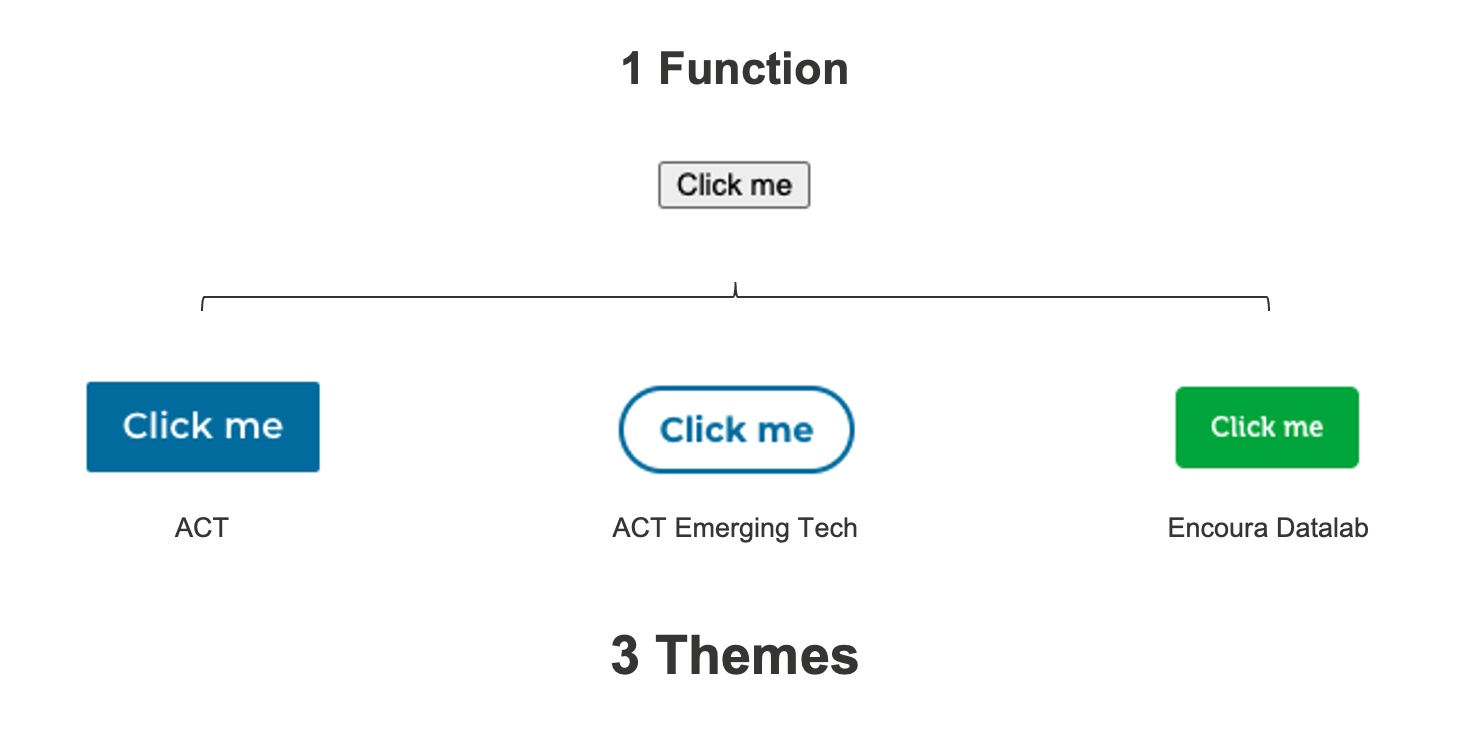 1 Function
Click me
Click me
Click me
Click me
ACT
ACT Emerging Tech
Encoura Datalab
3 Themes